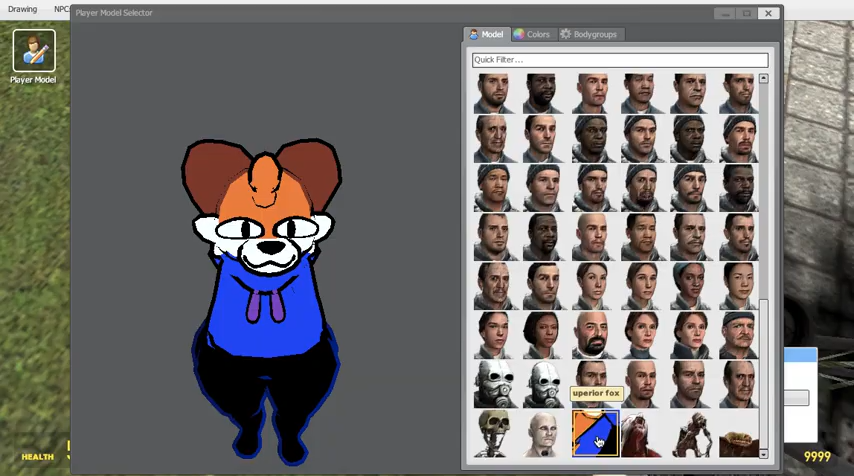 Drawing
NPC
Player Model Selector
Player Model
Model
Colors
Bodygroups
Quick Filter...
uperior fox
HEALTH
9999